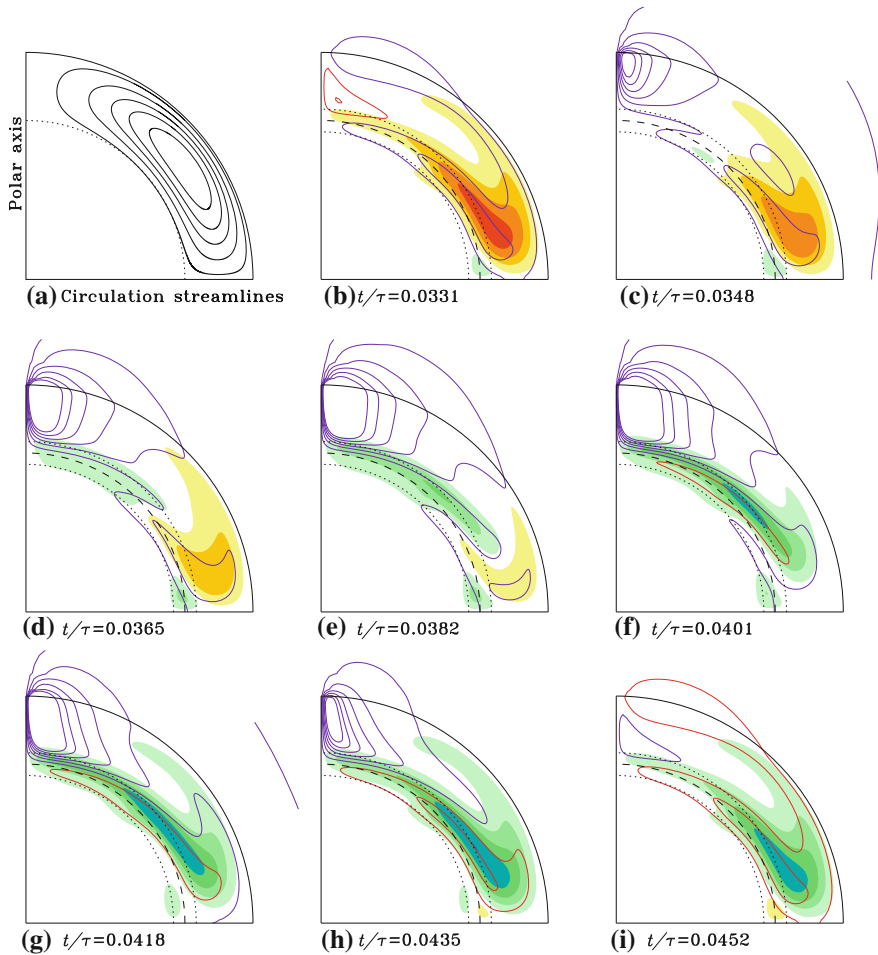 Polar axis
(a) Circulation streamlines
(b) t/τ=0.0331
(c) t/τ=0.0348
(d) t/τ=0.0365
(e) t/τ=0.0382
(f) t/τ=0.0401
(g) t/τ=0.0418
(h) t/τ=0.0435
(i) t/τ=0.0452